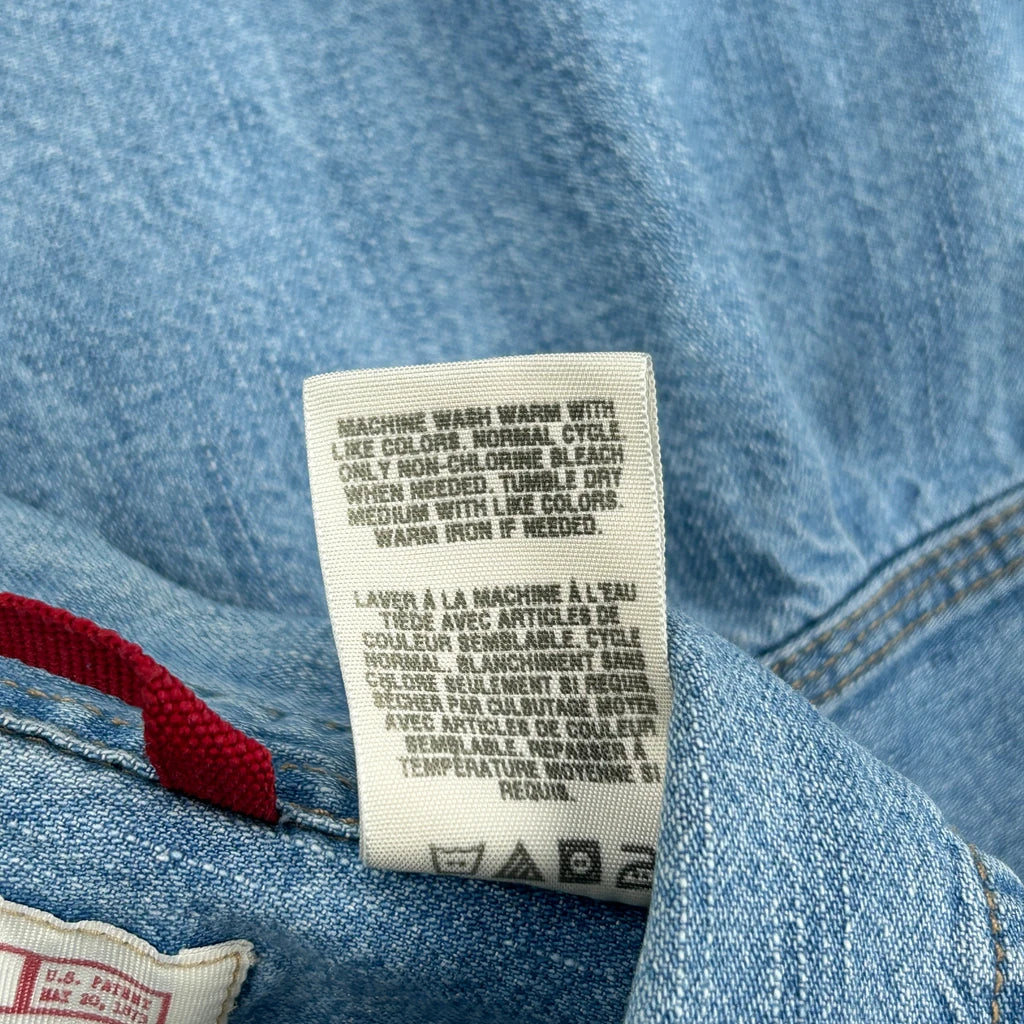 MACHINE WASH WARM WITH
LIKE COLORS. NORMAL CYCLE
ONLY NON-CHLORINE BLEACH
WHEN NEEDED. TUMBLE DRY
MEDIUM WITH LIKE COLORS.
WARM IRON IF NEEDED.
LAVER À LA MACHINE À L'EAU
TIÈDE AVEC ARTICLES DE
COULEUR SEMBLABLE. CYCLE
NORMAL. BLANCHIMENT SANS
CHLORE SEULEMENT SI REQUIS
SÉCHER PAR CULBUTAGE MOYEN
AVEC ARTICLES DE COULEUR
SEMBLABLE. REPASSER À
TEMPÉRATURE MOYENNE SI
REQUIS.
U.S. PATENT
MAY 20, 1873